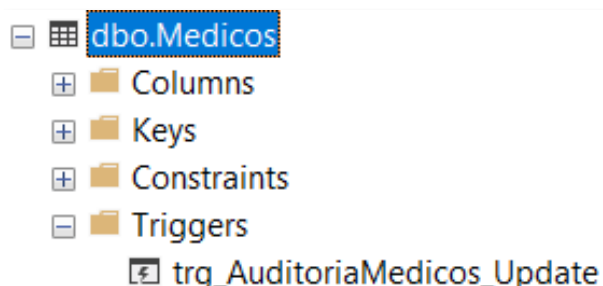 dbo.Medicos
Columns
Keys
Constraints
Triggers
trg_AuditoriaMedicos_Update